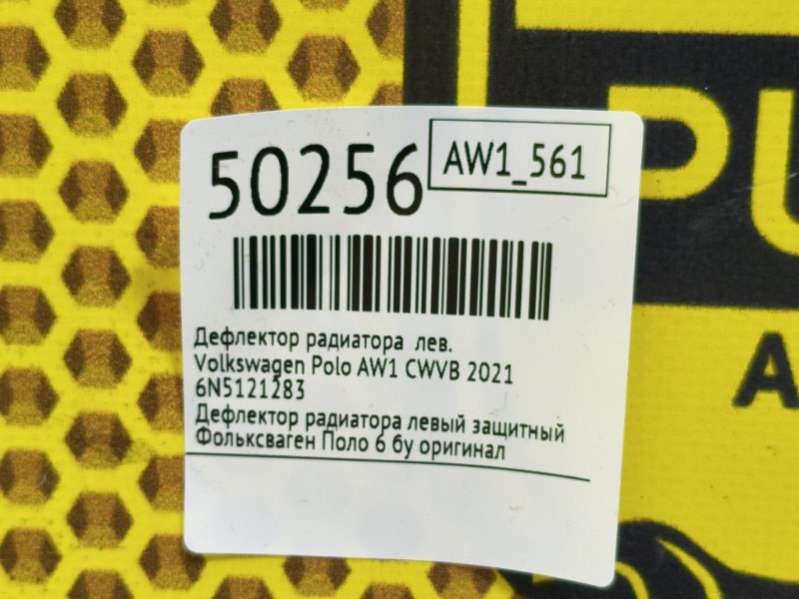 50256
AW1_561
Дефлектор радиатора лев.
Volkswagen Polo AW1 CWVB 2021
6N5121283
Дефлектор радиатора левый защитный
Фольксваген Поло 6 бу оригинал
PU
A